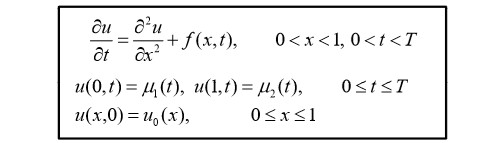 ∂u/∂t = ∂²u/∂x² + f(x,t), 0<x<1, 0<t<T
u(0,t) = μ₁(t), u(1,t) = μ₂(t), 0≤t≤T
u(x,0) = u₀(x), 0≤x≤1